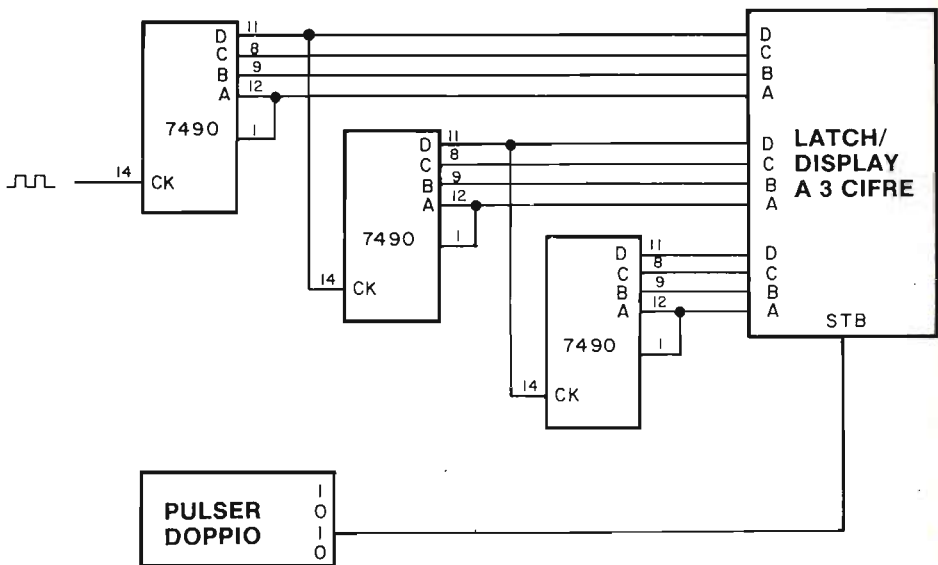 D 11
C 8
B 9
A 12
7490 1
14 CK
D
C
B
A
LATCH/
DISPLAY
A 3 CIFRE
D 11
C 8
B 9
A 12
7490 1
14 CK
D
C
B
A
D 11
C 8
B 9
A 12
7490 1
14 CK
D
C
B
A
STB
PULSER
DOPPIO
1
0
1
0